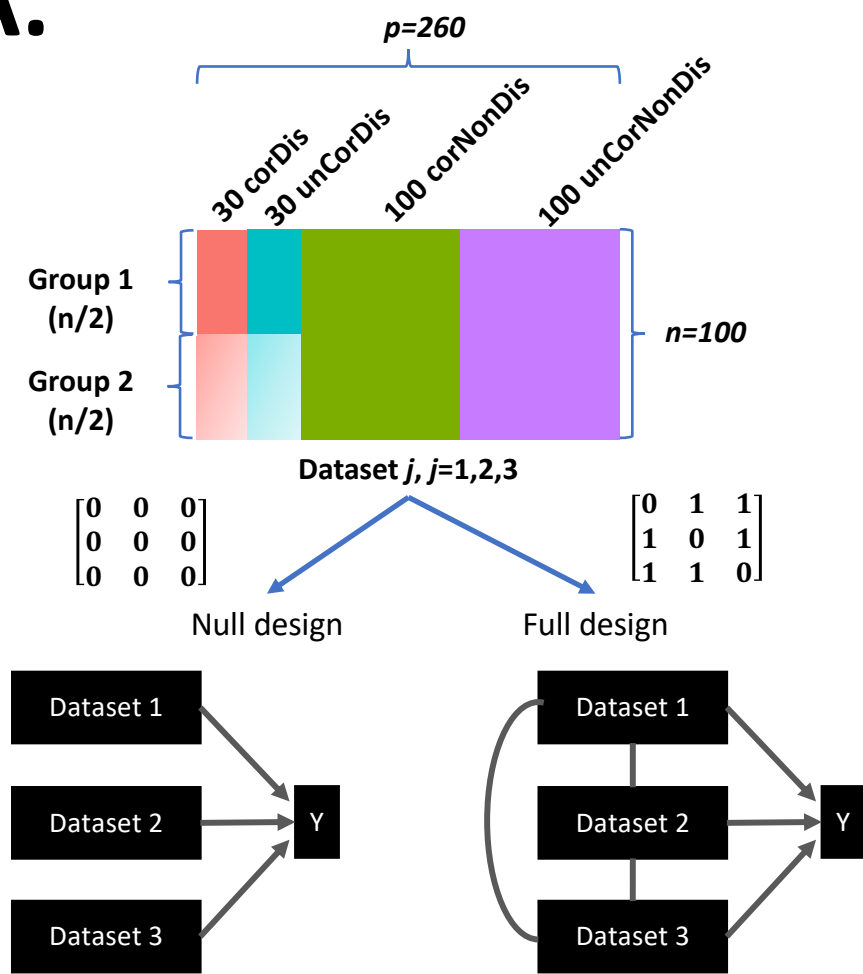 A.
p=260
30 corDis
30 unCorDis
100 corNonDis
100 unCorNonDis
Group 1
(n/2)
Group 2
(n/2)
n=100
Dataset j, j=1,2,3
0 0 0
0 0 0
0 0 0
0 1 1
1 0 1
1 1 0
Null design
Full design
Dataset 1
Dataset 2
Dataset 3
Y
Dataset 1
Dataset 2
Dataset 3
Y